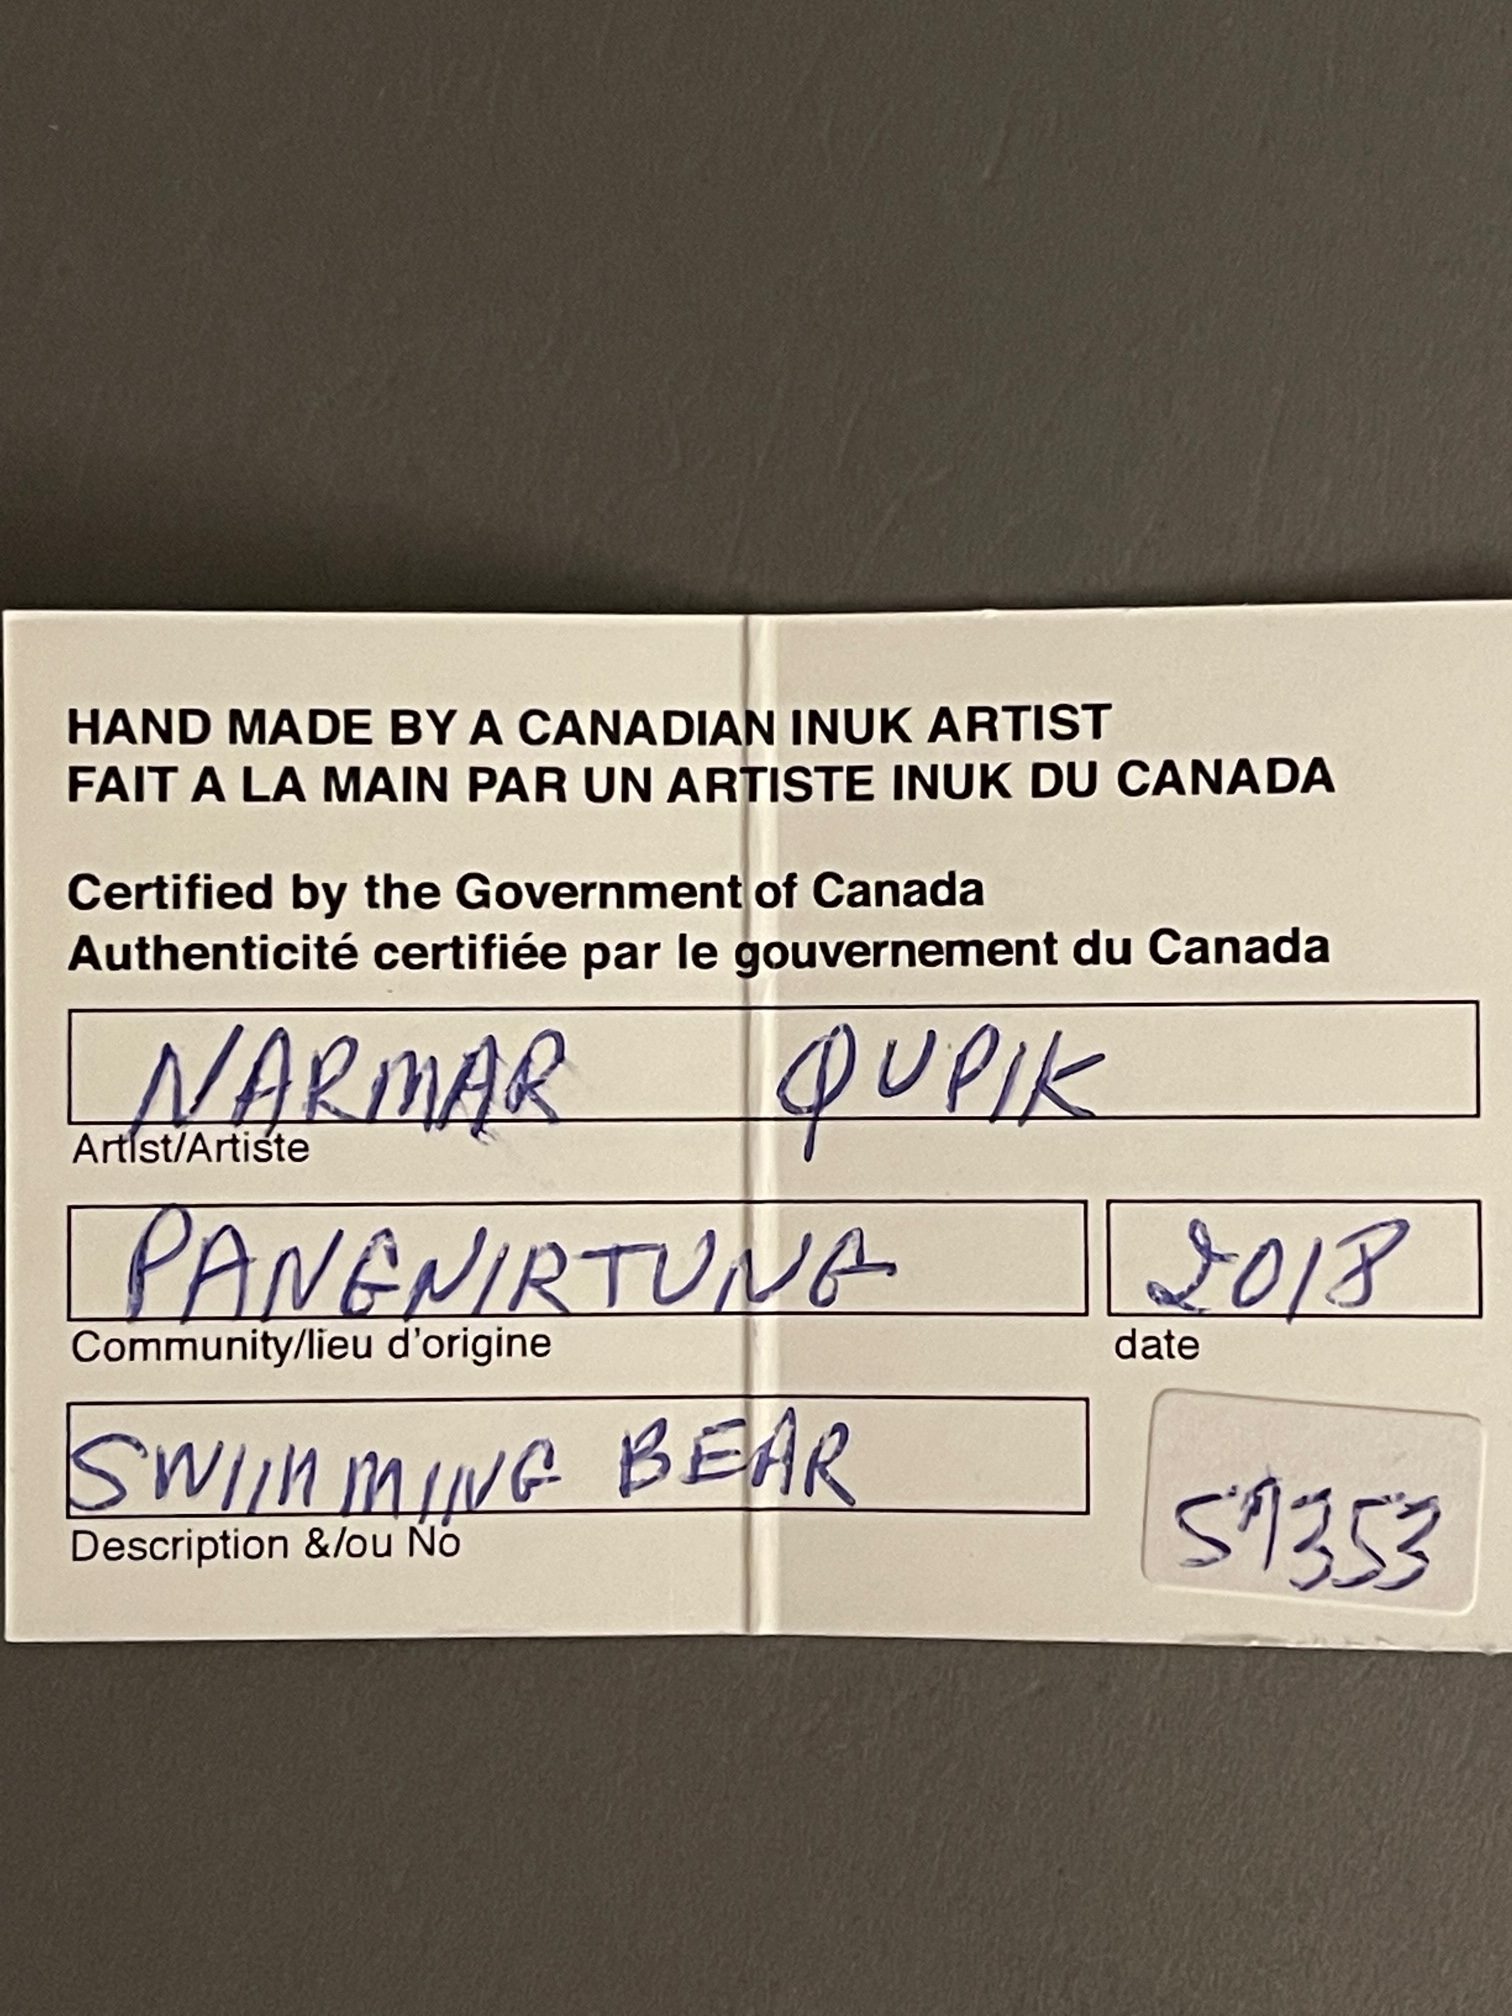 HAND MADE BY A CANADIAN INUK ARTIST
FAIT A LA MAIN PAR UN ARTISTE INUK DU CANADA
Certified by the Government of Canada
Authenticité certifiée par le gouvernement du Canada
NARMAR QUPIK
Artist/Artiste
PANGNIRTUNG 2018
Community/lieu d'origine date
SWIMMING BEAR
Description &/ou No
57353